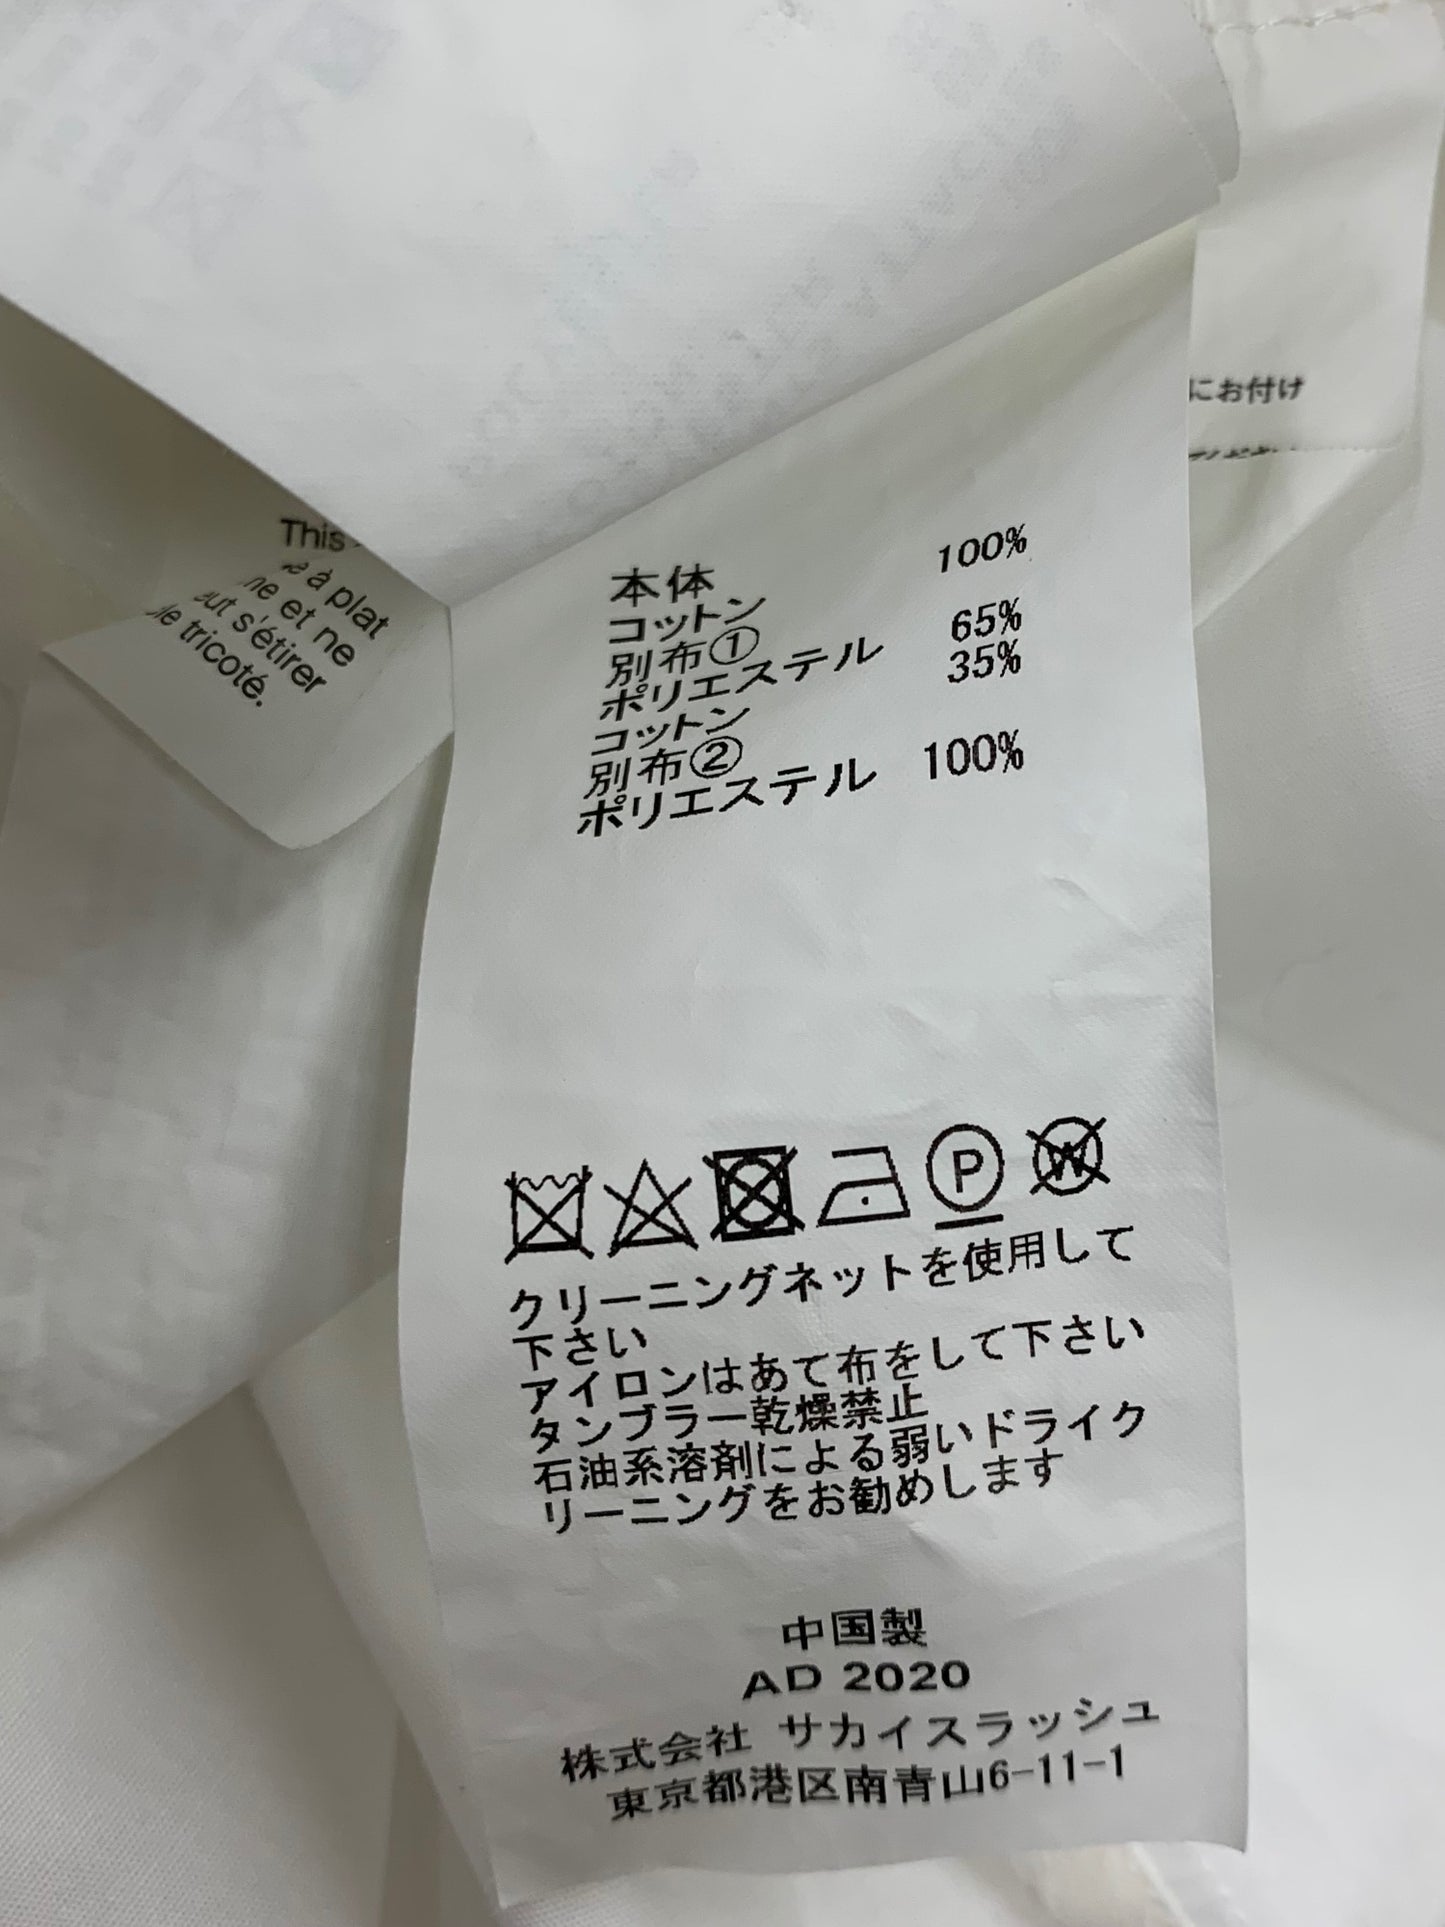 にお付け
This
à plat
et ne
s'étirer
tricoté.
本体
コットン 100%
別布①
ポリエステル 65%
コットン 35%
別布②
ポリエステル 100%
P
W
クリーニングネットを使用して
下さい
アイロンはあて布をして下さい
タンブラー乾燥禁止
石油系溶剤による弱いドライク
リーニングをお勧めします
中国製
AD 2020
株式会社 サカイスラッシュ
東京都港区南青山6-11-1